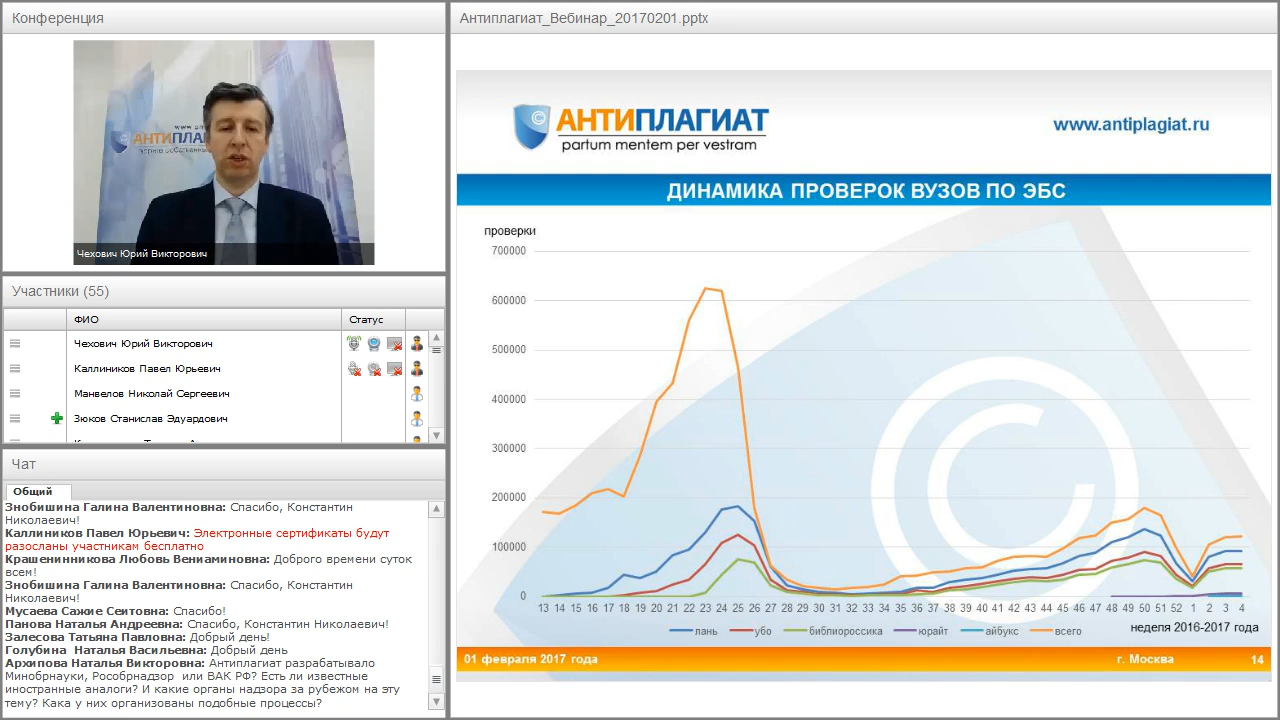 Конференция
www.an
АНТИПЛАГ
Чехович Юрий Викторович
Участники (55)
ФИО
Статус
Чехович Юрий Викторович
Каллиников Павел Юрьевич
Манвелов Николай Сергеевич
Зюков Станислав Эдуардович
Чат
Общий
Знобишина Галина Валентиновна: Спасибо, Константин
Николаевич!
Каллиников Павел Юрьевич: Электронные сертификаты будут
разосланы участникам бесплатно
Крашенинникова Любовь Вениаминовна: Доброго времени суток
всем!
Знобишина Галина Валентиновна: Спасибо, Константин
Николаевич!
Мусаева Сажие Сеитовна: Спасибо!
Панова Наталья Андреевна: Спасибо, Константин Николаевич!
Залесова Татьяна Павловна: Добрый день!
Голубина Наталья Васильевна: Добрый день
Архипова Наталья Викторовна: Антиплагиат разрабатывало
Минобрнауки, Рособрнадзор или ВАК РФ? Есть ли известные
иностранные аналоги? И какие органы надзора за рубежом на эту
тему? Кака у них организованы подобные процессы?
Антиплагиат_Вебинар_20170201.pptx
©
АНТИПЛАГИАТ
partum mentem per vestram
www.antiplagiat.ru
ДИНАМИКА ПРОВЕРОК ВУЗОВ ПО ЭБС
проверки
700000
600000
500000
400000
300000
200000
100000
0
13 14 15 16 17 18 19 20 21 22 23 24 25 26 27 28 29 30 31 32 33 34 35 36 37 38 39 40 41 42 43 44 45 46 47 48 49 50 51 52 1 2 3 4
лань убо библиороссика юрайт айбукс всего
неделя 2016-2017 года
01 февраля 2017 года
г. Москва
14